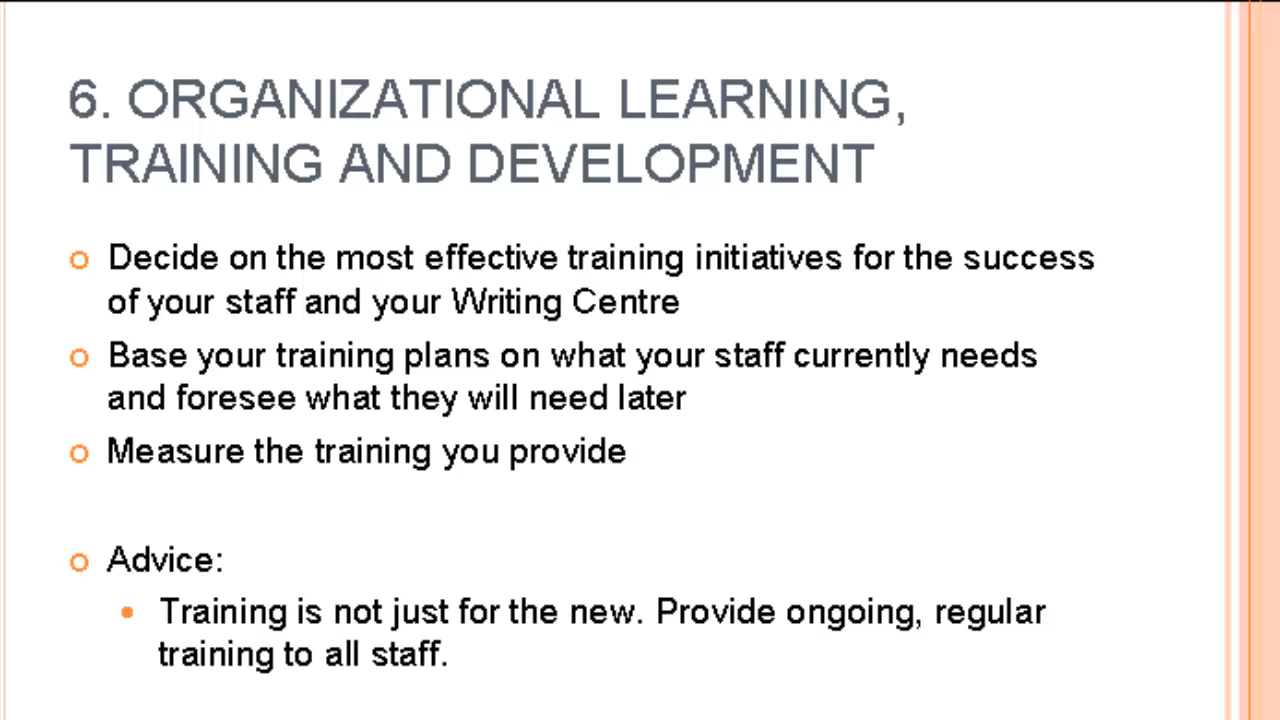 6. ORGANIZATIONAL LEARNING,
TRAINING AND DEVELOPMENT
Decide on the most effective training initiatives for the success
of your staff and your Writing Centre
Base your training plans on what your staff currently needs
and foresee what they will need later
Measure the training you provide
Advice:
Training is not just for the new. Provide ongoing, regular
training to all staff.